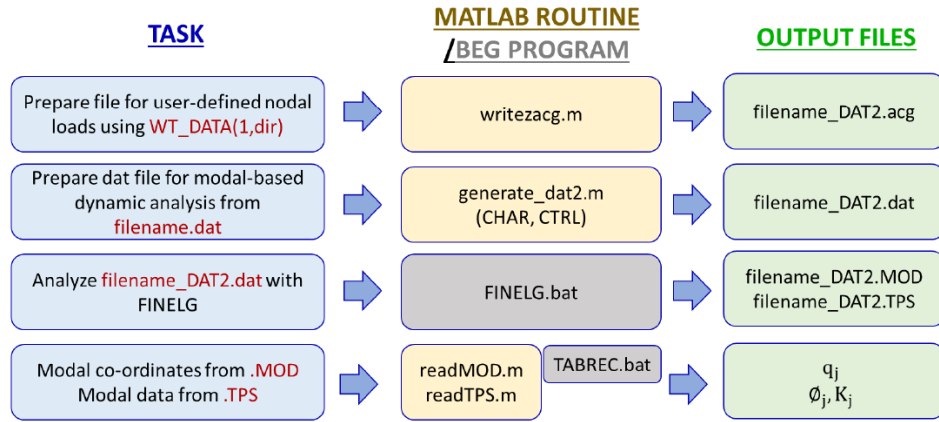 TASK
MATLAB ROUTINE
/BEG PROGRAM
OUTPUT FILES
Prepare file for user-defined nodal
loads using WT_DATA(1,dir)
writezacg.m
filename_DAT2.acg
Prepare dat file for modal-based
dynamic analysis from
filename.dat
generate_dat2.m
(CHAR, CTRL)
filename_DAT2.dat
Analyze filename_DAT2.dat with
FINELG
FINELG.bat
filename_DAT2.MOD
filename_DAT2.TPS
Modal co-ordinates from .MOD
Modal data from .TPS
readMOD.m
readTPS.m
TABREC.bat
qⱼ
∅ⱼ, Kⱼ